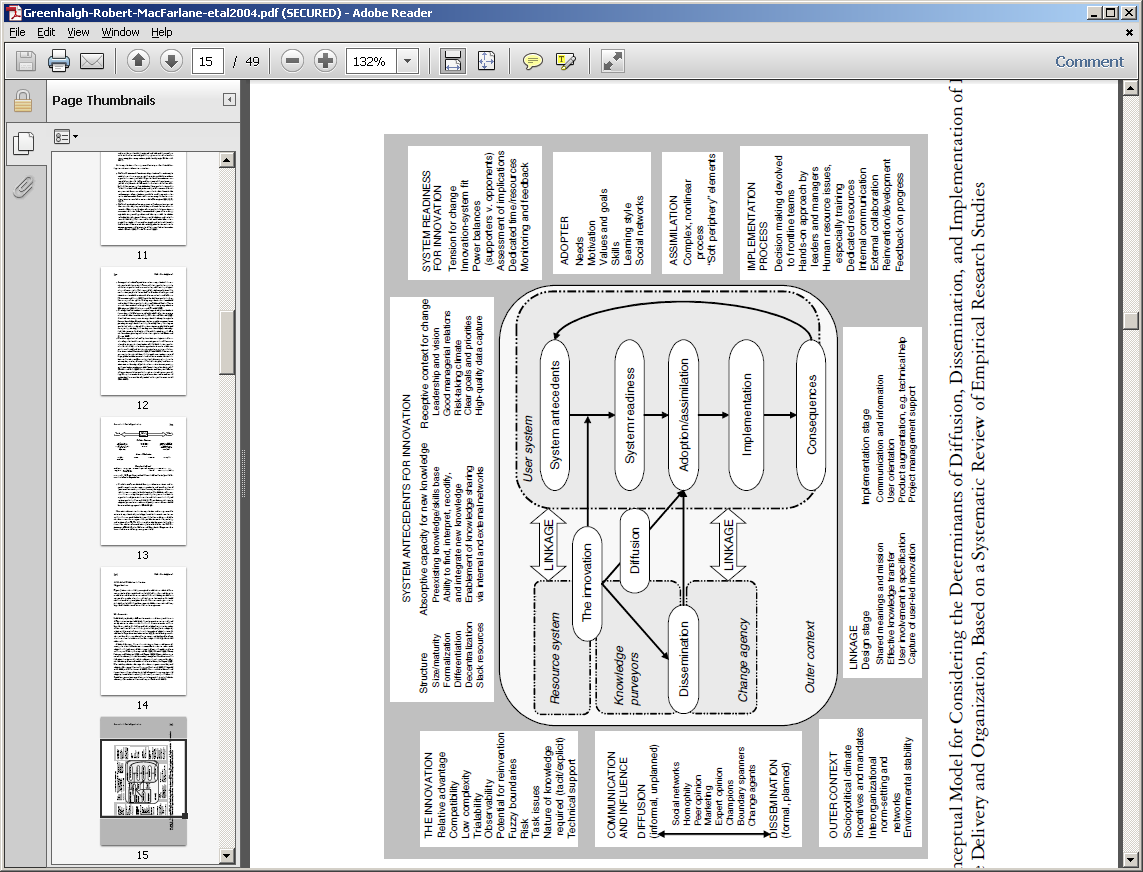 Greenhalgh-Robert-MacFarlane-etal2004.pdf (SECURED) - Adobe Reader
File Edit View Window Help
15 / 49 132% Comment
Page Thumbnails
11
12
13
14
15
THE INNOVATION
Relative advantage
Compatibility
Low complexity
Trialability
Observability
Potential for reinvention
Fuzzy boundaries
Risk
Task issues
Nature of knowledge
required (tacit/explicit)
Technical support
SYSTEM ANTECEDENTS FOR INNOVATION
Structure
Size/maturity
Formalization
Differentiation
Decentralization
Slack resources
Absorptive capacity for new knowledge
Preexisting knowledge/skills base
Ability to find, interpret, recodify,
and integrate new knowledge
Enablement of knowledge sharing
via internal and external networks
Receptive context for change
Leadership and vision
Good managerial relations
Risk-taking climate
Clear goals and priorities
High-quality data capture
SYSTEM READINESS
FOR INNOVATION
Tension for change
Innovation-system fit
Power balances
(supporters v. opponents)
Assessment of implications
Dedicated time/resources
Monitoring and feedback
ADOPTER
Needs
Motivation
Values and goals
Skills
Learning style
Social networks
ASSIMILATION
Complex, nonlinear
process
"Soft periphery" elements
IMPLEMENTATION
PROCESS
Decision making devolved
to frontline teams
Hands-on approach by
leaders and managers
Human resource issues,
especially training
Dedicated resources
Internal communication
External collaboration
Reinvention/development
Feedback on progress
COMMUNICATION
AND INFLUENCE
DIFFUSION
(informal, unplanned)
Social networks
Homophily
Peer opinion
Marketing
Expert opinion
Champions
Boundary spanners
Change agents
DISSEMINATION
(formal, planned)
OUTER CONTEXT
Sociopolitical climate
Incentives and mandates
Interorganizational
norm-setting and
networks
Environmental stability
Resource system
Knowledge
purveyors
Change agency
Outer context
The innovation
Diffusion
Dissemination
LINKAGE
LINKAGE
User system
System antecedents
System readiness
Adoption/assimilation
Implementation
Consequences
LINKAGE
Design stage
Shared meanings and mission
Effective knowledge transfer
User involvement in specification
Capture of user-led innovation
Implementation stage
Communication and information
User orientation
Product augmentation, e.g. technical help
Project management support
nceptual Model for Considering the Determinants of Diffusion, Dissemination, and Implementation of
Delivery and Organization, Based on a Systematic Review of Empirical Research Studies